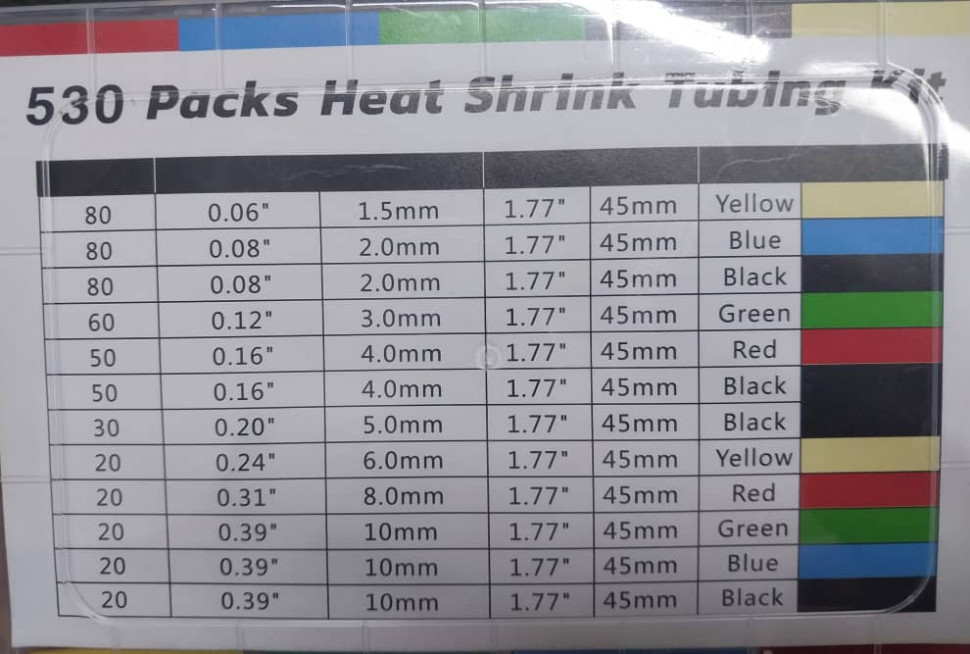 530 Packs Heat Shrink Tubing Kit
80 0.06" 1.5mm 1.77" 45mm Yellow
80 0.08" 2.0mm 1.77" 45mm Blue
80 0.08" 2.0mm 1.77" 45mm Black
60 0.12" 3.0mm 1.77" 45mm Green
50 0.16" 4.0mm 1.77" 45mm Red
50 0.16" 4.0mm 1.77" 45mm Black
30 0.20" 5.0mm 1.77" 45mm Black
20 0.24" 6.0mm 1.77" 45mm Yellow
20 0.31" 8.0mm 1.77" 45mm Red
20 0.39" 10mm 1.77" 45mm Green
20 0.39" 10mm 1.77" 45mm Blue
20 0.39" 10mm 1.77" 45mm Black